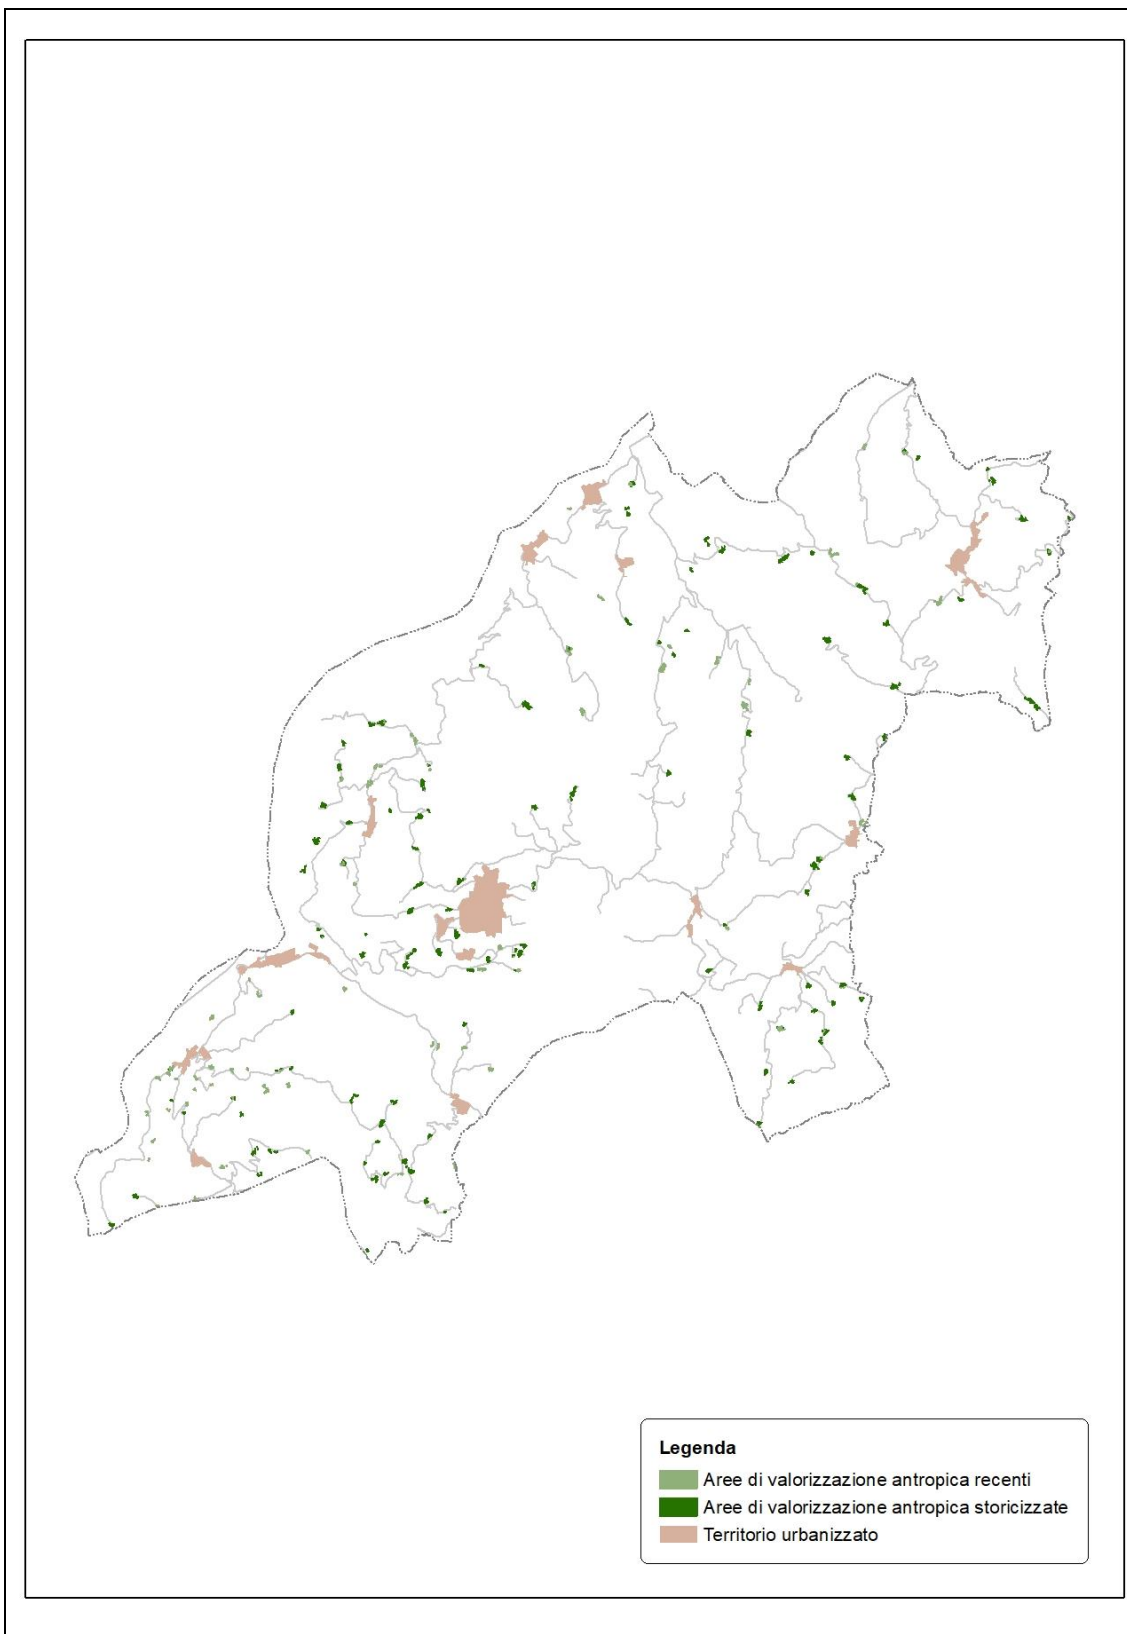 Legenda
Aree di valorizzazione antropica recenti
Aree di valorizzazione antropica storicizzate
Territorio urbanizzato